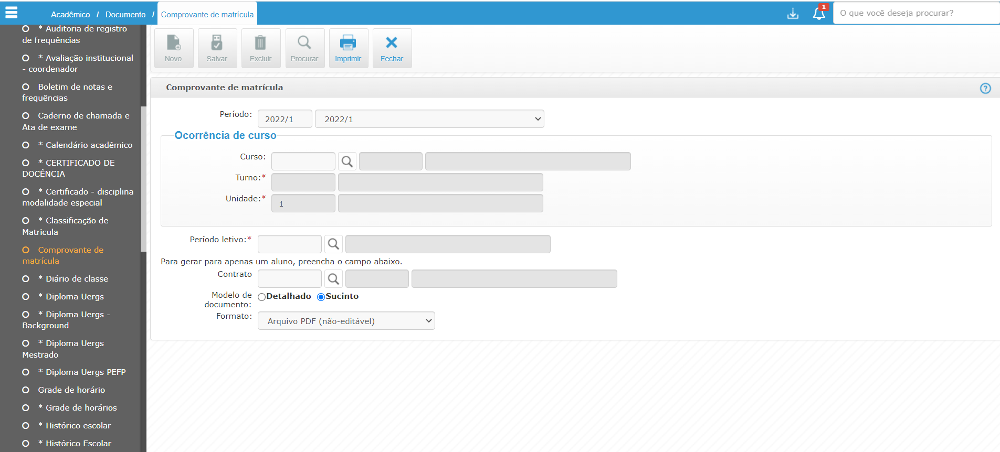 Acadêmico / Documento / Comprovante de matrícula
1
O que você deseja procurar?
* Auditoria de registro
de frequências
* Avaliação institucional
- coordenador
Boletim de notas e
frequências
Caderno de chamada e
Ata de exame
* Calendário acadêmico
* CERTIFICADO DE
DOCÊNCIA
* Certificado - disciplina
modalidade especial
* Classificação de
Matricula
Comprovante de
matrícula
* Diário de classe
* Diploma Uergs
* Diploma Uergs -
Background
* Diploma Uergs
Mestrado
* Diploma Uergs PEFP
Grade de horário
* Grade de horários
* Histórico escolar
* Histórico Escolar
Novo
Salvar
Excluir
Procurar
Imprimir
Fechar
Comprovante de matrícula
?
Período: 2022/1 2022/1
Ocorrência de curso
Curso:
Turno:*
Unidade:* 1
Período letivo:*
Para gerar para apenas um aluno, preencha o campo abaixo.
Contrato
Modelo de
documento: Detalhado Sucinto
Formato: Arquivo PDF (não-editável)